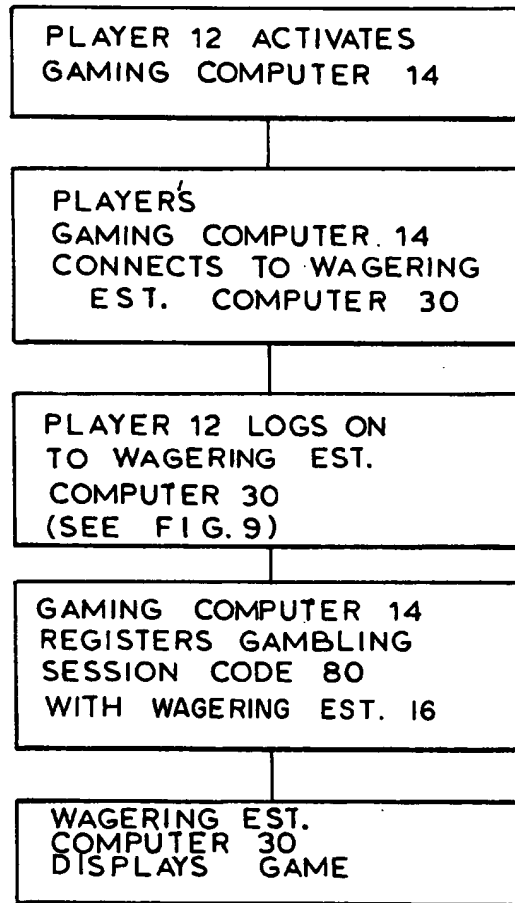 PLAYER 12 ACTIVATES
GAMING COMPUTER 14
PLAYER'S
GAMING COMPUTER. 14
CONNECTS TO WAGERING
EST. COMPUTER 30
PLAYER 12 LOGS ON
TO WAGERING EST.
COMPUTER 30
(SEE FIG. 9)
GAMING COMPUTER 14
REGISTERS GAMBLING
SESSION CODE 80
WITH WAGERING EST. 16
WAGERING EST.
COMPUTER 30
DISPLAYS GAME